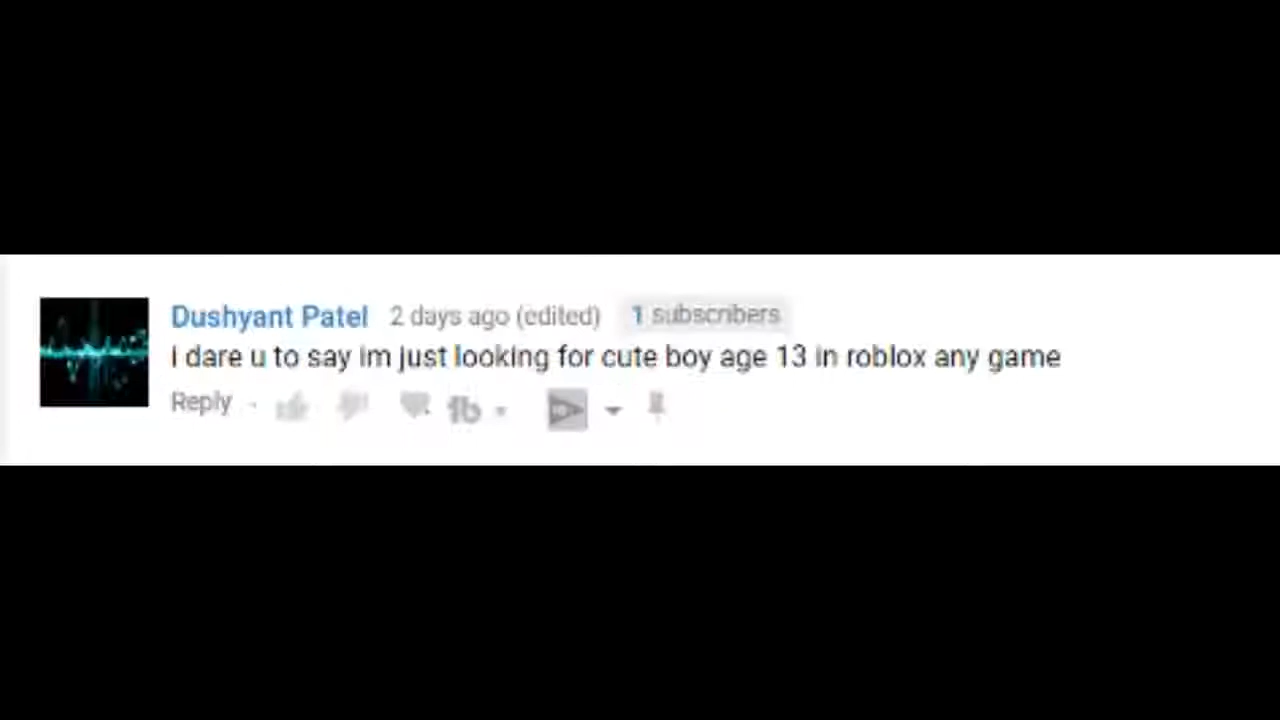 Dushyant Patel 2 days ago (edited) 1 subscribers
I dare u to say im just looking for cute boy age 13 in roblox any game
Reply